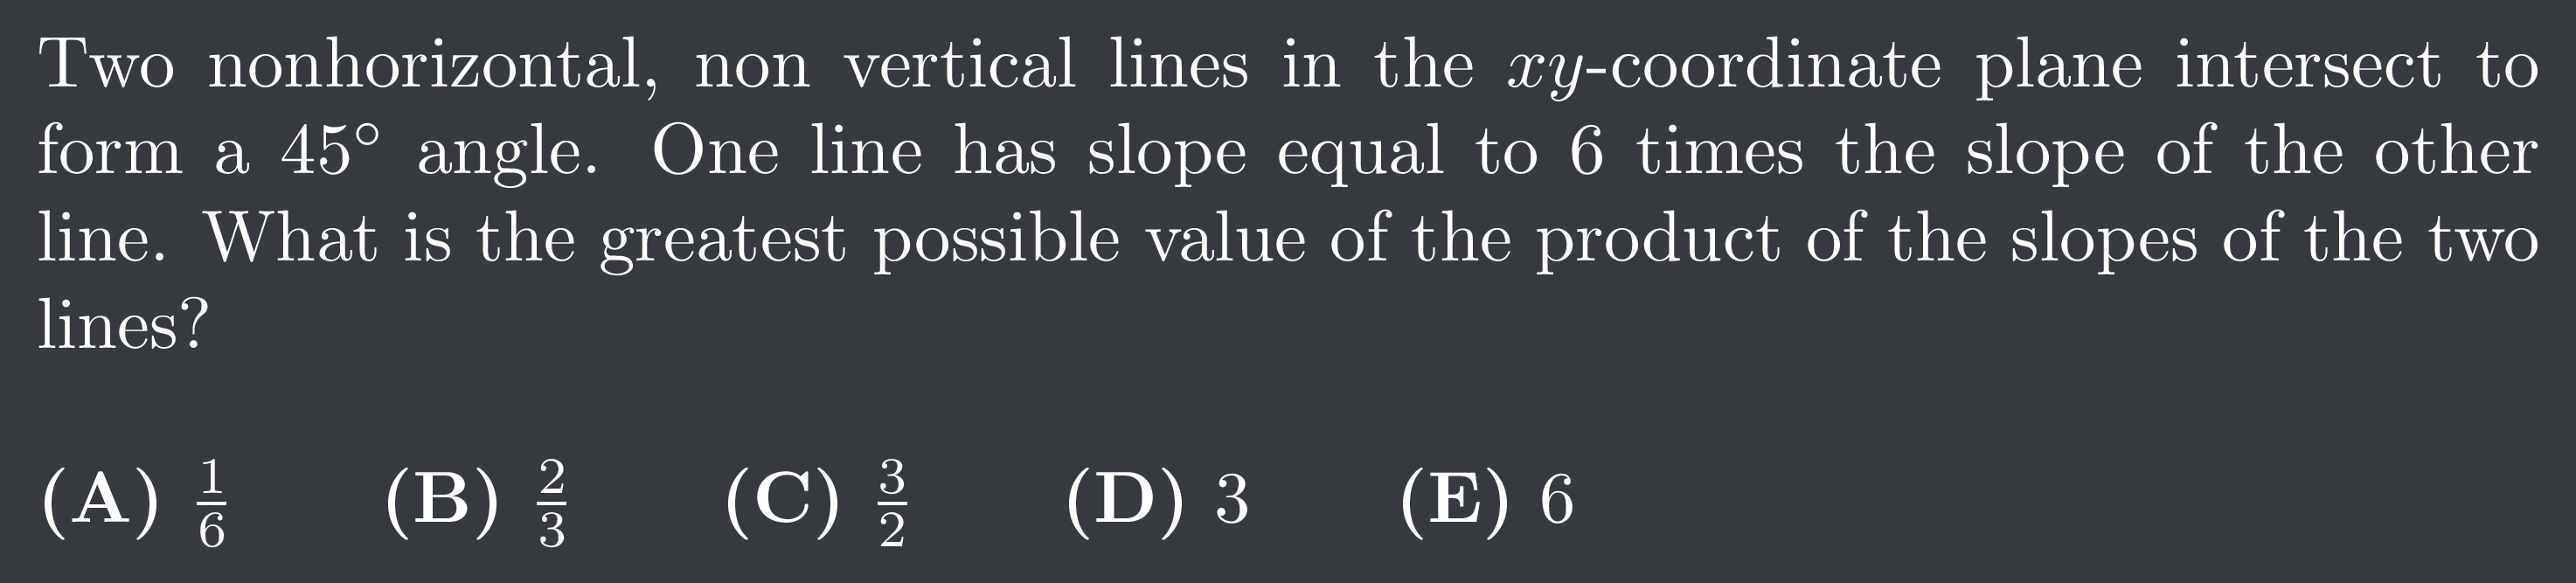 Two nonhorizontal, non vertical lines in the $xy$-coordinate plane intersect to
form a $45^\circ$ angle. One line has slope equal to 6 times the slope of the other
line. What is the greatest possible value of the product of the slopes of the two
lines?
(A) $\frac{1}{6}$ (B) $\frac{2}{3}$ (C) $\frac{3}{2}$ (D) 3 (E) 6